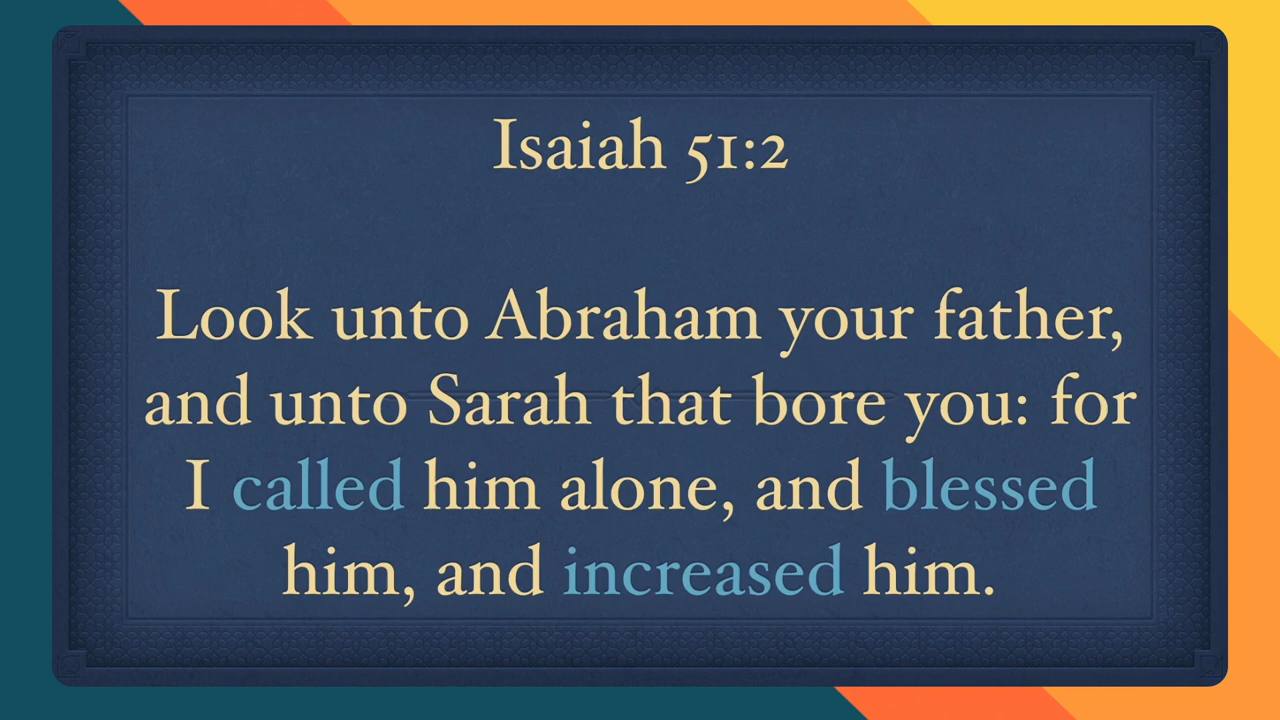 Isaiah 51:2
Look unto Abraham your father,
and unto Sarah that bore you: for
I called him alone, and blessed
him, and increased him.